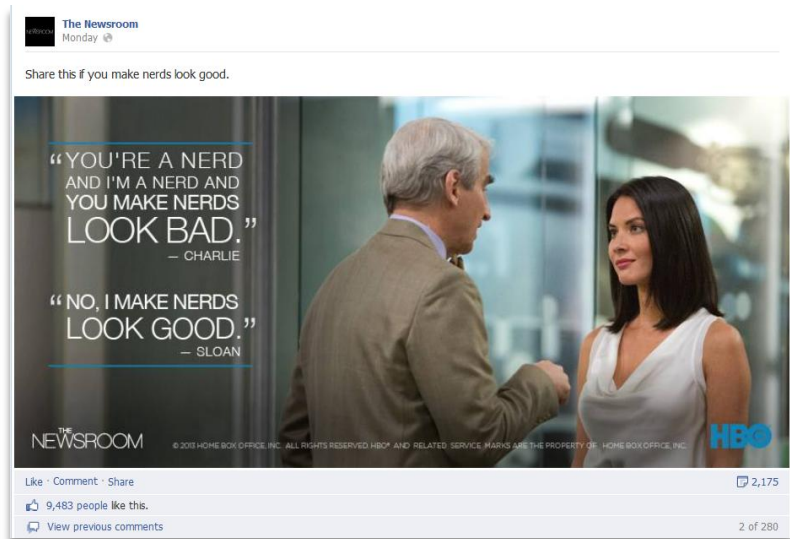 The Newsroom
Monday
Share this if you make nerds look good.
“YOU'RE A NERD
AND I'M A NERD AND
YOU MAKE NERDS
LOOK BAD.”
— CHARLIE
“NO, I MAKE NERDS
LOOK GOOD.”
— SLOAN
THE
NEWSROOM
© 2013 HOME BOX OFFICE, INC. ALL RIGHTS RESERVED. HBO® AND RELATED SERVICE MARKS ARE THE PROPERTY OF HOME BOX OFFICE, INC.
HBO
Like · Comment · Share 2,175
9,483 people like this.
View previous comments 2 of 280